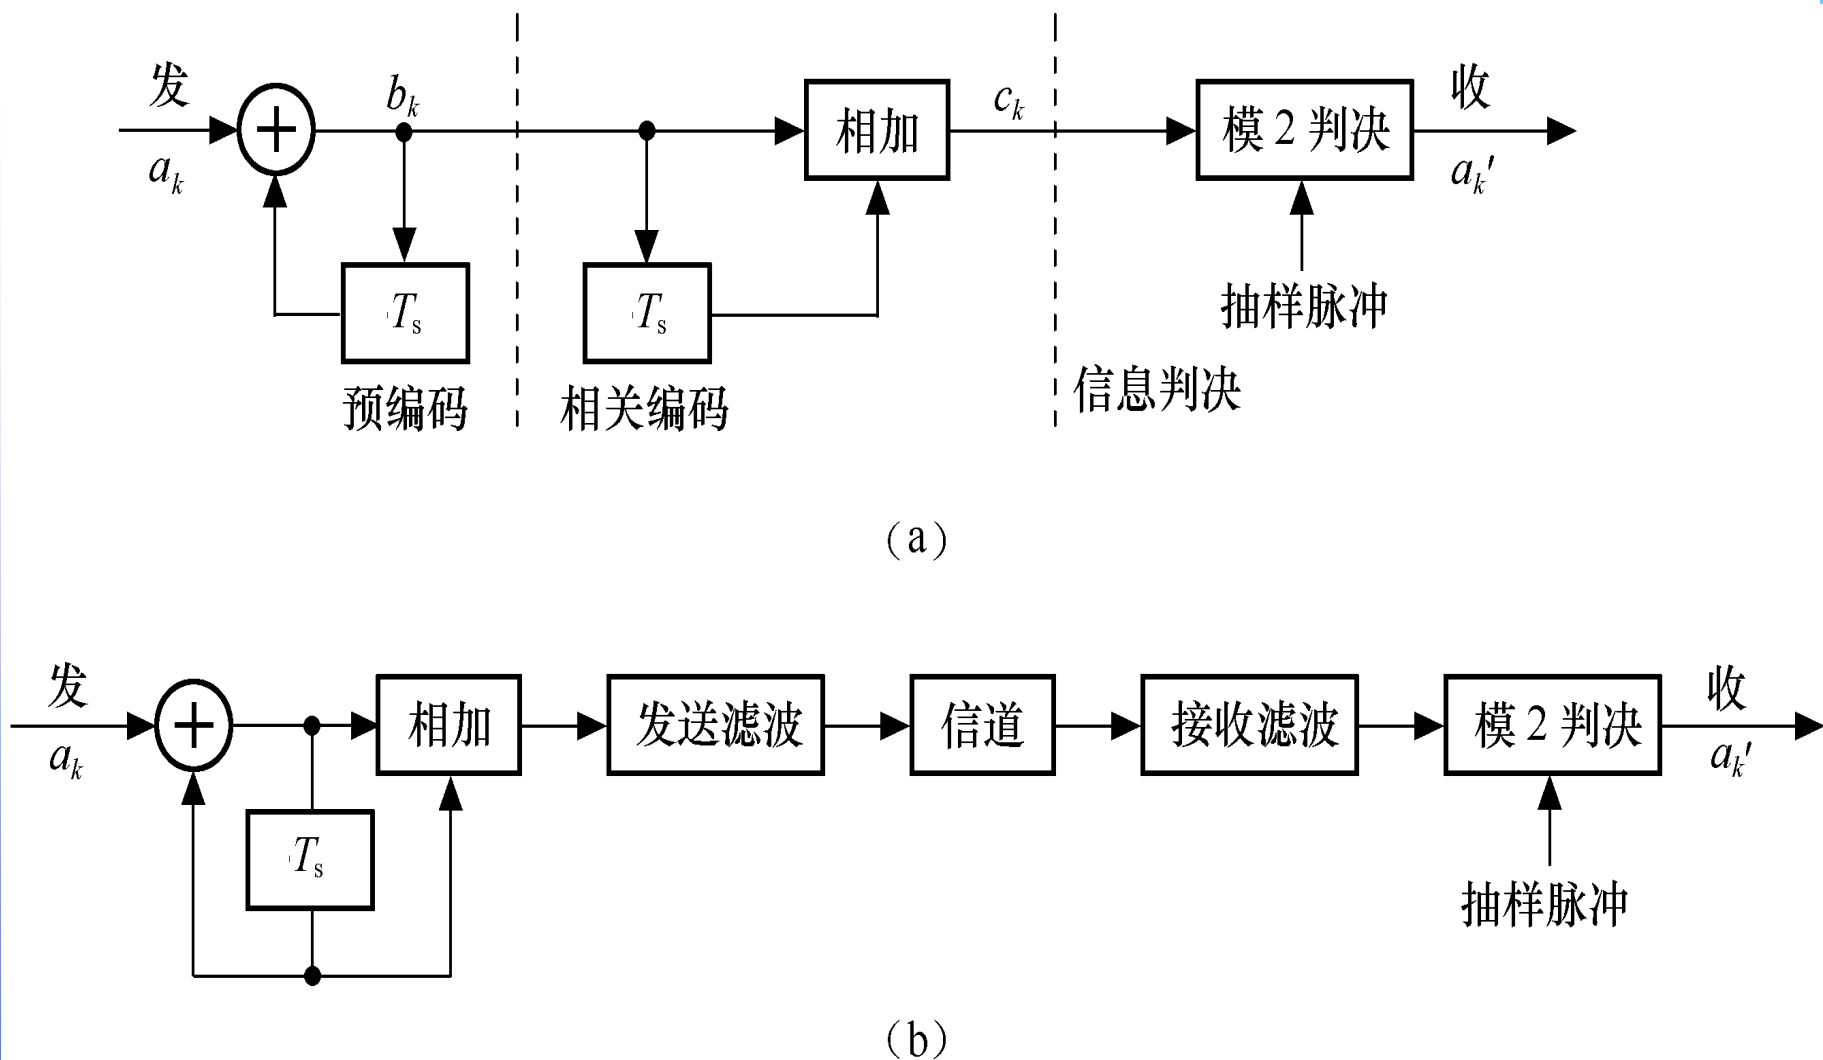 发
a_k
+
b_k
T_s
预编码
T_s
相关编码
相加
c_k
信息判决
模2判决
抽样脉冲
收
a_k'
(a)
发
a_k
+
T_s
相加
发送滤波
信道
接收滤波
模2判决
抽样脉冲
收
a_k'
(b)